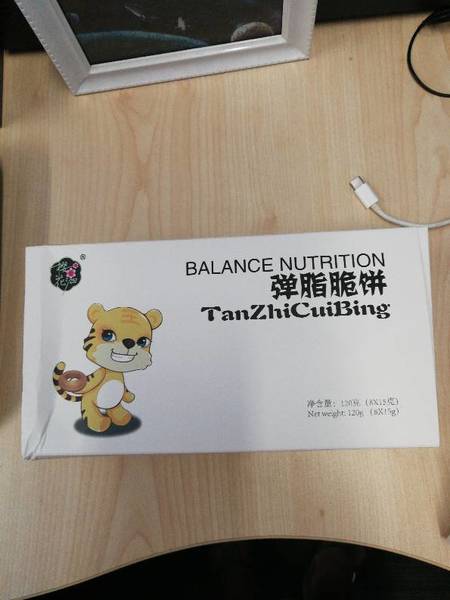 ®
BALANCE NUTRITION
弹脂脆饼
TanZhiCuiBing
净含量：120克（8X15克）
Net weight: 120g（8X15g）